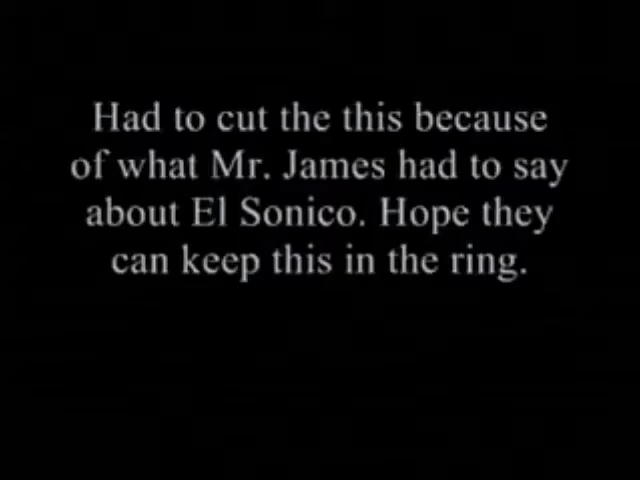 Had to cut the this because
of what Mr. James had to say
about El Sonico. Hope they
can keep this in the ring.